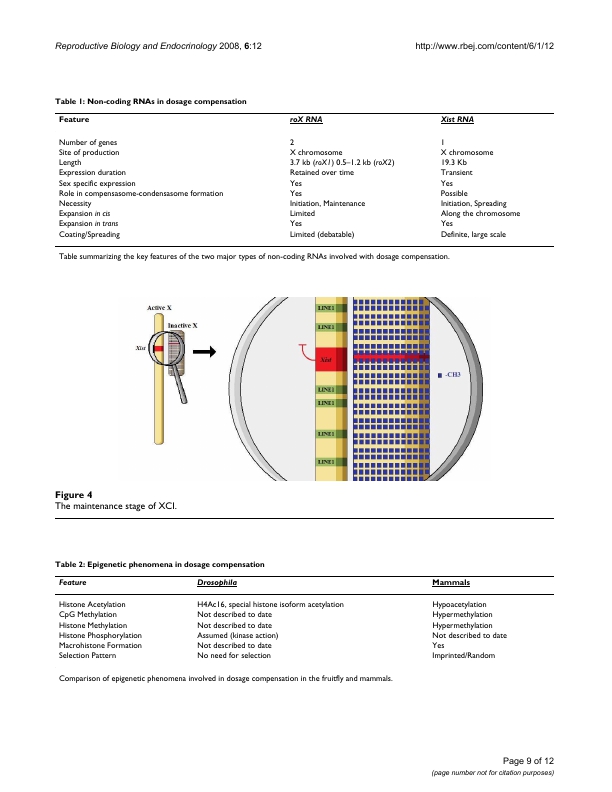 Reproductive Biology and Endocrinology 2008, 6:12 http://www.rbej.com/content/6/1/12
Table 1: Non-coding RNAs in dosage compensation
Feature roX RNA Xist RNA
Number of genes 2 1
Site of production X chromosome X chromosome
Length 3.7 kb (roX1) 0.5–1.2 kb (roX2) 19.3 Kb
Expression duration Retained over time Transient
Sex specific expression Yes Yes
Role in compensasome-condensasome formation Yes Possible
Necessity Initiation, Maintenance Initiation, Spreading
Expansion in cis Limited Along the chromosome
Expansion in trans Yes Yes
Coating/Spreading Limited (debatable) Definite, large scale
Table summarizing the key features of the two major types of non-coding RNAs involved with dosage compensation.
Active X
Inactive X
Xist
LINE1
LINE1
Xist
-CH3
LINE1
LINE1
LINE1
LINE1
Figure 4
The maintenance stage of XCI.
Table 2: Epigenetic phenomena in dosage compensation
Feature Drosophila Mammals
Histone Acetylation H4Ac16, special histone isoform acetylation Hypoacetylation
CpG Methylation Not described to date Hypermethylation
Histone Methylation Not described to date Hypermethylation
Histone Phosphorylation Assumed (kinase action) Not described to date
Macrohistone Formation Not described to date Yes
Selection Pattern No need for selection Imprinted/Random
Comparison of epigenetic phenomena involved in dosage compensation in the fruitfly and mammals.
Page 9 of 12
(page number not for citation purposes)